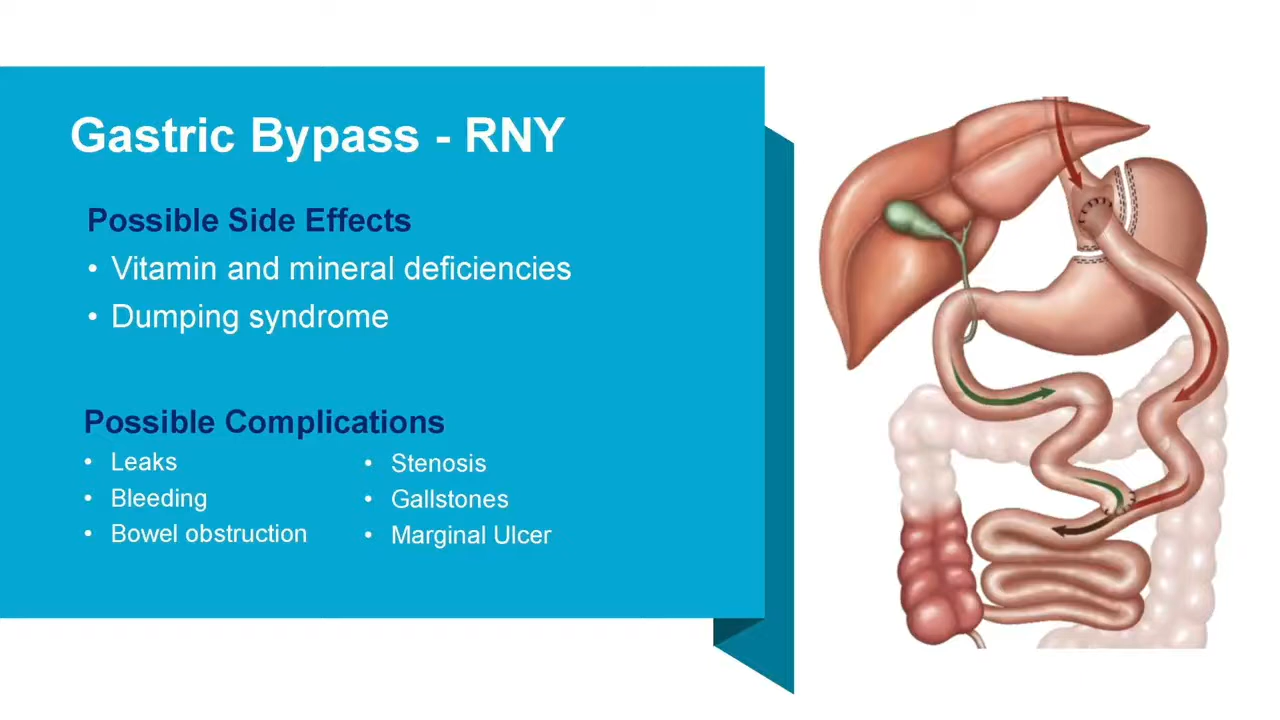 Gastric Bypass - RNY
Possible Side Effects
• Vitamin and mineral deficiencies
• Dumping syndrome
Possible Complications
• Leaks
• Bleeding
• Bowel obstruction
• Stenosis
• Gallstones
• Marginal Ulcer